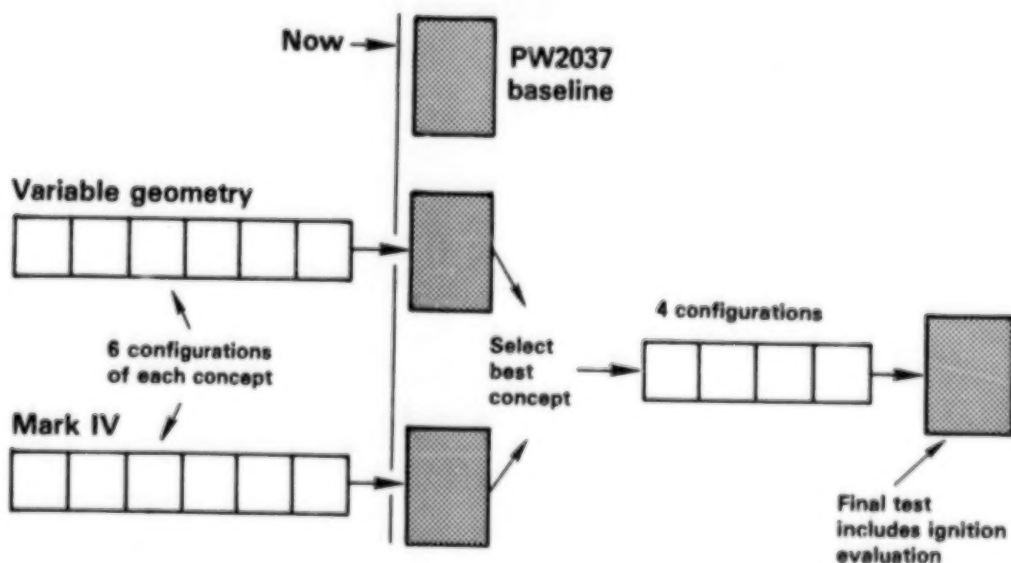 Now
PW2037
baseline
Variable geometry
6 configurations
of each concept
Mark IV
Select
best
concept
4 configurations
Final test
includes ignition
evaluation